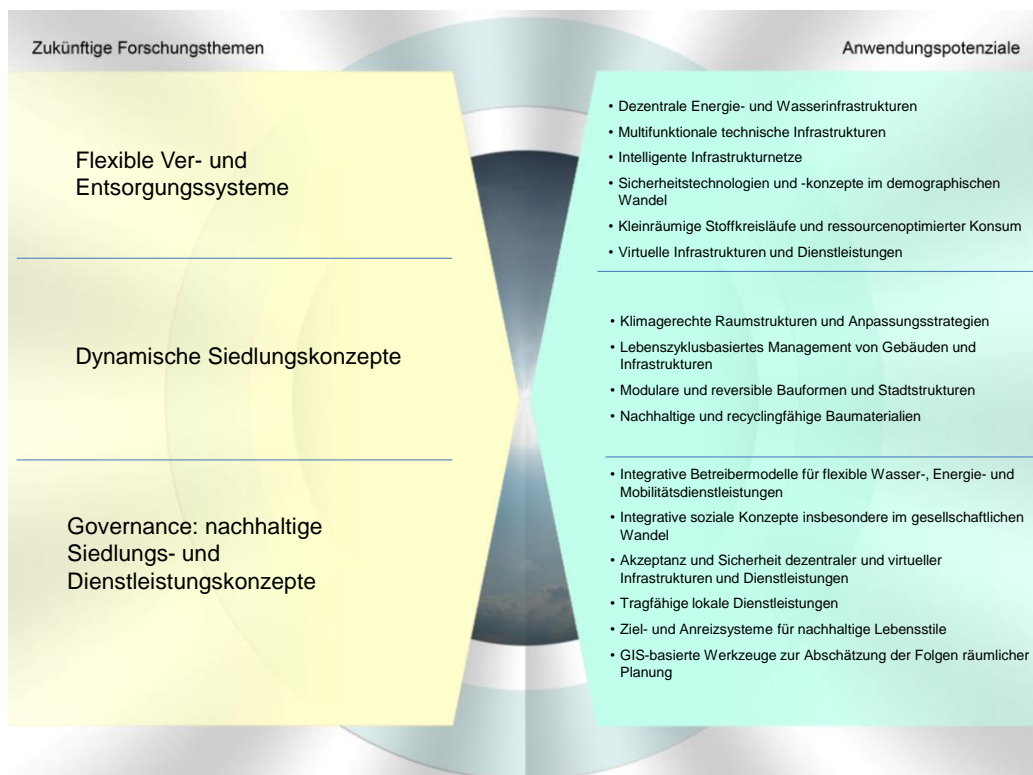 Zukünftige Forschungsthemen
Anwendungspotenziale
Flexible Ver- und
Entsorgungssysteme
• Dezentrale Energie- und Wasserinfrastrukturen
• Multifunktionale technische Infrastrukturen
• Intelligente Infrastrukturnetze
• Sicherheitstechnologien und -konzepte im demographischen
Wandel
• Kleinräumige Stoffkreisläufe und ressourcenoptimierter Konsum
• Virtuelle Infrastrukturen und Dienstleistungen
Dynamische Siedlungskonzepte
• Klimagerechte Raumstrukturen und Anpassungsstrategien
• Lebenszyklusbasiertes Management von Gebäuden und
Infrastrukturen
• Modulare und reversible Bauformen und Stadtstrukturen
• Nachhaltige und recyclingfähige Baumaterialien
Governance: nachhaltige
Siedlungs- und
Dienstleistungskonzepte
• Integrative Betreibermodelle für flexible Wasser-, Energie- und
Mobilitätsdienstleistungen
• Integrative soziale Konzepte insbesondere im gesellschaftlichen
Wandel
• Akzeptanz und Sicherheit dezentraler und virtueller
Infrastrukturen und Dienstleistungen
• Tragfähige lokale Dienstleistungen
• Ziel- und Anreizsysteme für nachhaltige Lebensstile
• GIS-basierte Werkzeuge zur Abschätzung der Folgen räumlicher
Planung